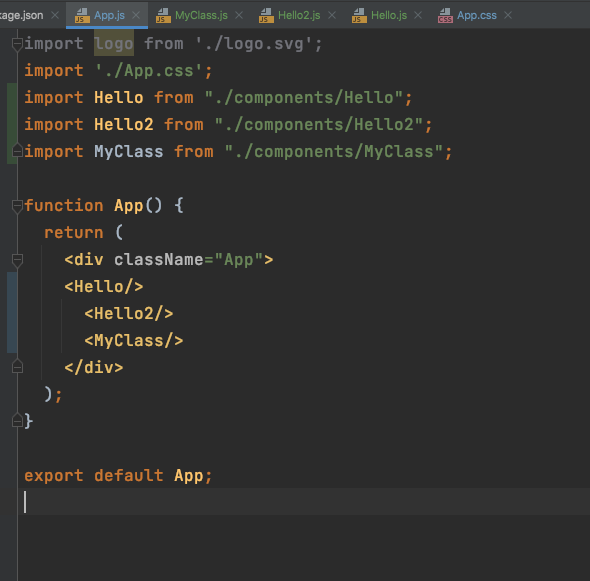 kage.json App.js MyClass.js Hello2.js Hello.js App.css
import logo from './logo.svg';
import './App.css';
import Hello from "./components/Hello";
import Hello2 from "./components/Hello2";
import MyClass from "./components/MyClass";
function App() {
return (
<div className="App">
<Hello/>
<Hello2/>
<MyClass/>
</div>
);
}
export default App;